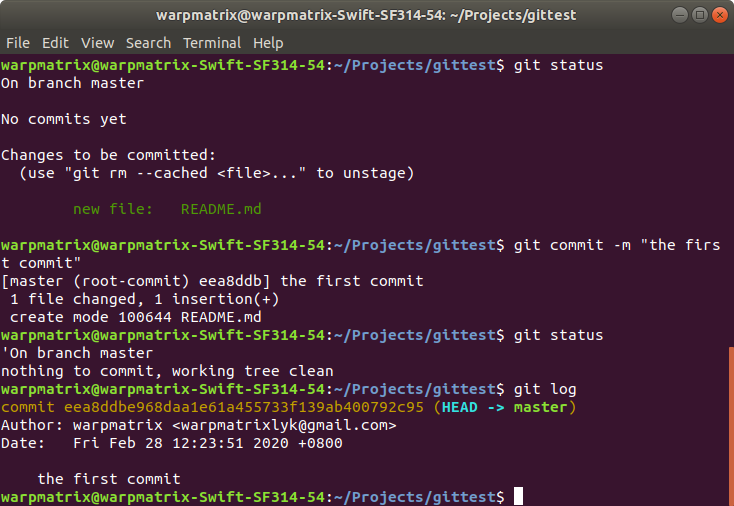 warpmatrix@warpmatrix-Swift-SF314-54: ~/Projects/gittest
File Edit View Search Terminal Help
warpmatrix@warpmatrix-Swift-SF314-54:~/Projects/gittest$ git status
On branch master

No commits yet

Changes to be committed:
  (use "git rm --cached <file>..." to unstage)

        new file:   README.md

warpmatrix@warpmatrix-Swift-SF314-54:~/Projects/gittest$ git commit -m "the firs
t commit"
[master (root-commit) eea8ddb] the first commit
 1 file changed, 1 insertion(+)
 create mode 100644 README.md
warpmatrix@warpmatrix-Swift-SF314-54:~/Projects/gittest$ git status
'On branch master
nothing to commit, working tree clean
warpmatrix@warpmatrix-Swift-SF314-54:~/Projects/gittest$ git log
commit eea8ddbe968daa1e61a455733f139ab400792c95 (HEAD -> master)
Author: warpmatrix <warpmatrixlyk@gmail.com>
Date:   Fri Feb 28 12:23:51 2020 +0800

    the first commit
warpmatrix@warpmatrix-Swift-SF314-54:~/Projects/gittest$